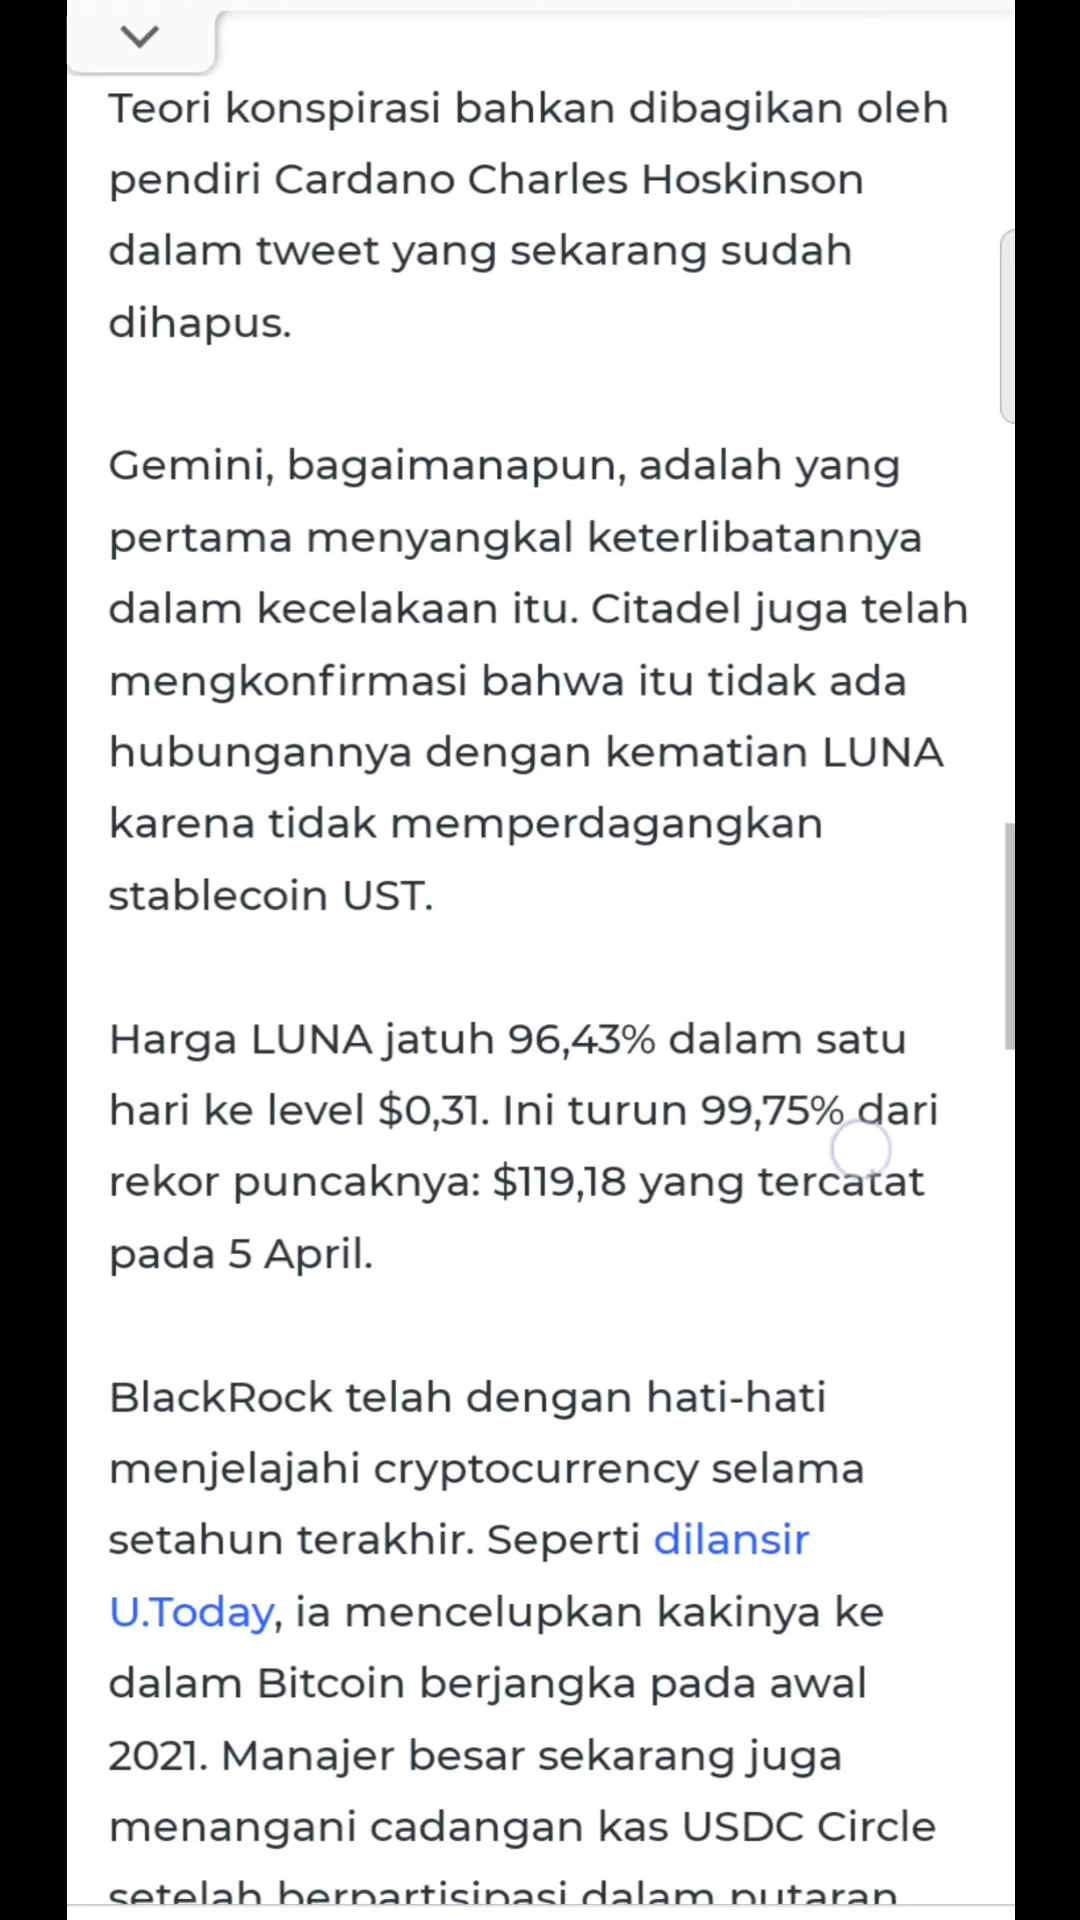 Teori konspirasi bahkan dibagikan oleh
pendiri Cardano Charles Hoskinson
dalam tweet yang sekarang sudah
dihapus.
Gemini, bagaimanapun, adalah yang
pertama menyangkal keterlibatannya
dalam kecelakaan itu. Citadel juga telah
mengkonfirmasi bahwa itu tidak ada
hubungannya dengan kematian LUNA
karena tidak memperdagangkan
stablecoin UST.
Harga LUNA jatuh 96,43% dalam satu
hari ke level $0,31. Ini turun 99,75% dari
rekor puncaknya: $119,18 yang tercatat
pada 5 April.
BlackRock telah dengan hati-hati
menjelajahi cryptocurrency selama
setahun terakhir. Seperti dilansir
U.Today, ia mencelupkan kakinya ke
dalam Bitcoin berjangka pada awal
2021. Manajer besar sekarang juga
menangani cadangan kas USDC Circle
setelah berpartisipasi dalam putaran